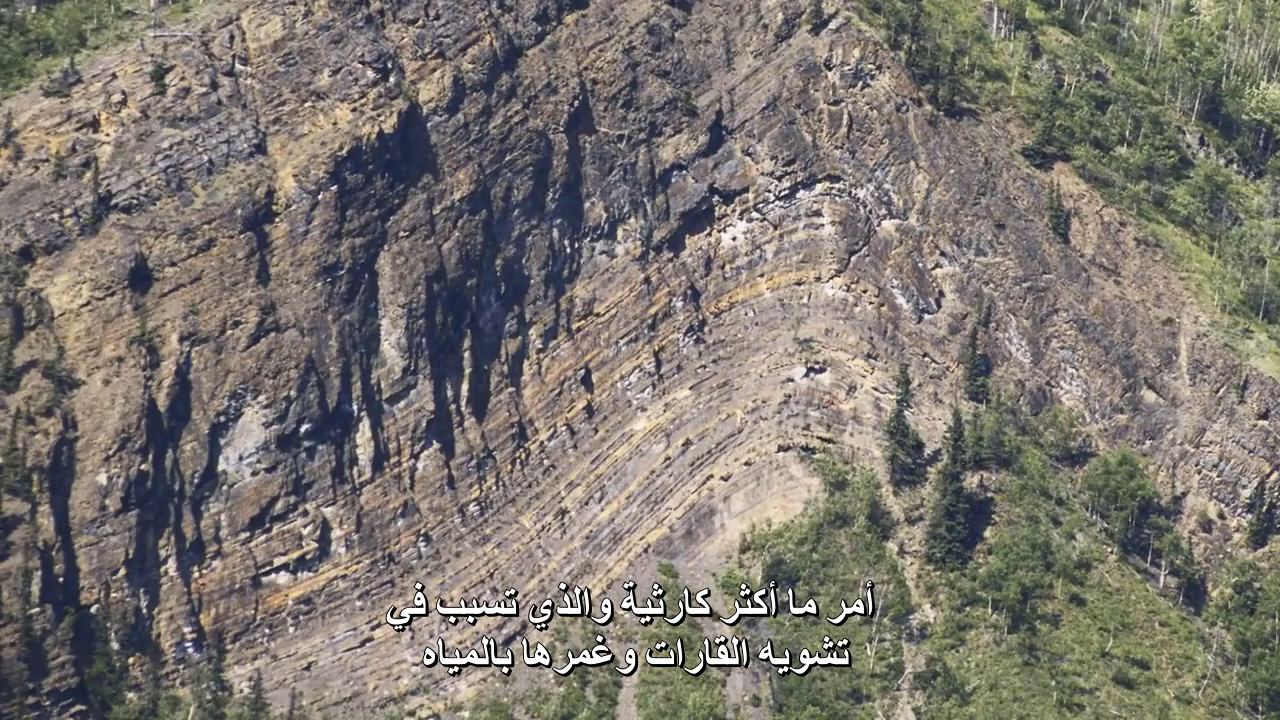 أمر ما أكثر كارثية والذي تسبب في
تشويه القارات وغمرها بالمياه